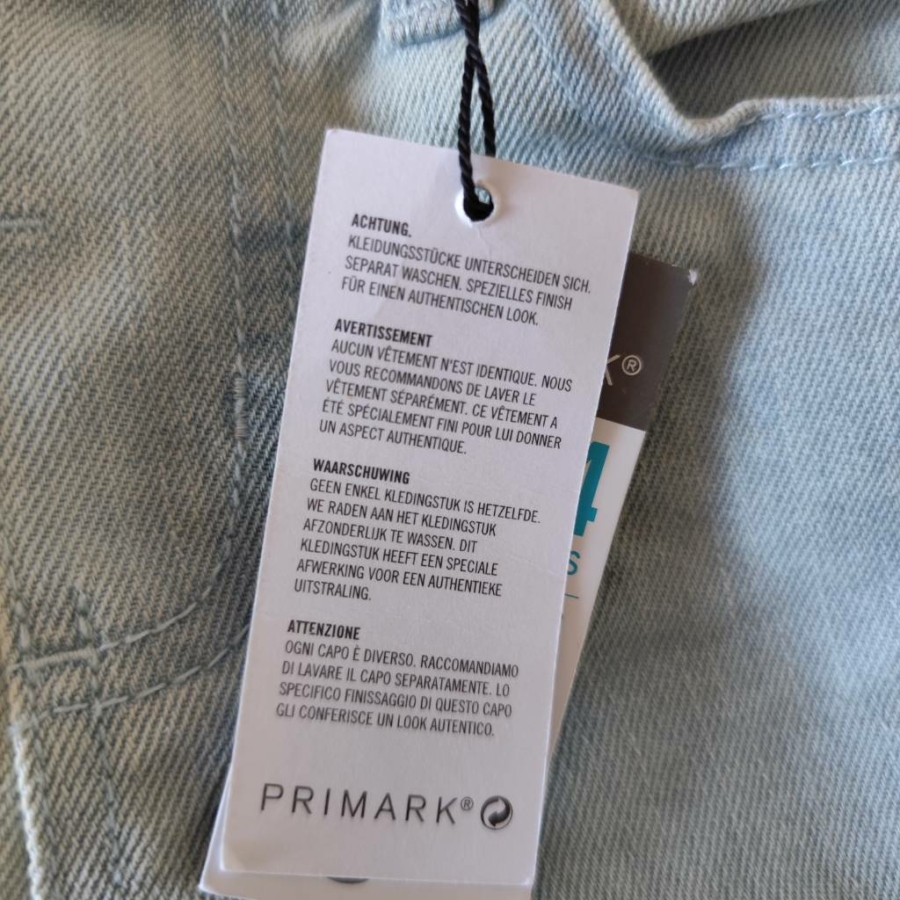 ACHTUNG.
KLEIDUNGSSTÜCKE UNTERSCHEIDEN SICH.
SEPARAT WASCHEN. SPEZIELLES FINISH
FÜR EINEN AUTHENTISCHEN LOOK.
AVERTISSEMENT
AUCUN VÊTEMENT N'EST IDENTIQUE. NOUS
VOUS RECOMMANDONS DE LAVER LE
VÊTEMENT SÉPARÉMENT. CE VÊTEMENT A
ÉTÉ SPÉCIALEMENT FINI POUR LUI DONNER
UN ASPECT AUTHENTIQUE.
WAARSCHUWING
GEEN ENKEL KLEDINGSTUK IS HETZELFDE.
WE RADEN AAN HET KLEDINGSTUK
AFZONDERLIJK TE WASSEN. DIT
KLEDINGSTUK HEEFT EEN SPECIALE
AFWERKING VOOR EEN AUTHENTIEKE
UITSTRALING.
ATTENZIONE
OGNI CAPO È DIVERSO. RACCOMANDIAMO
DI LAVARE IL CAPO SEPARATAMENTE. LO
SPECIFICO FINISSAGGIO DI QUESTO CAPO
GLI CONFERISCE UN LOOK AUTENTICO.
PRIMARK®
K®
4
S